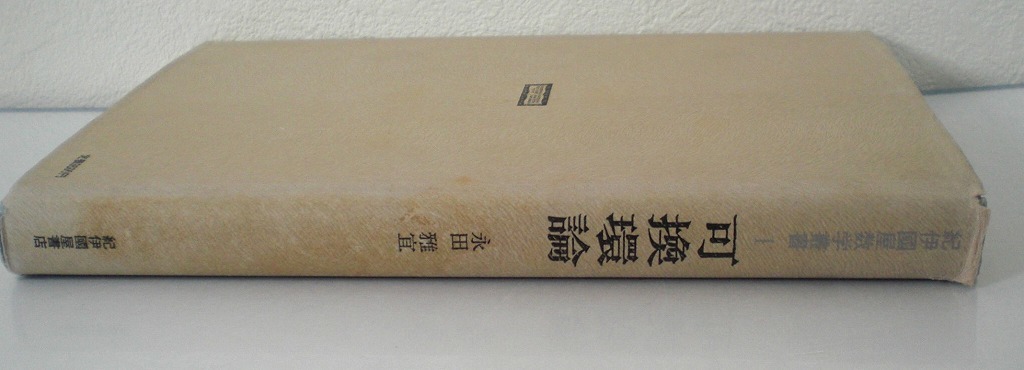 紀伊國屋数学叢書 1
可換環論
永田雅宜
紀伊國屋書店